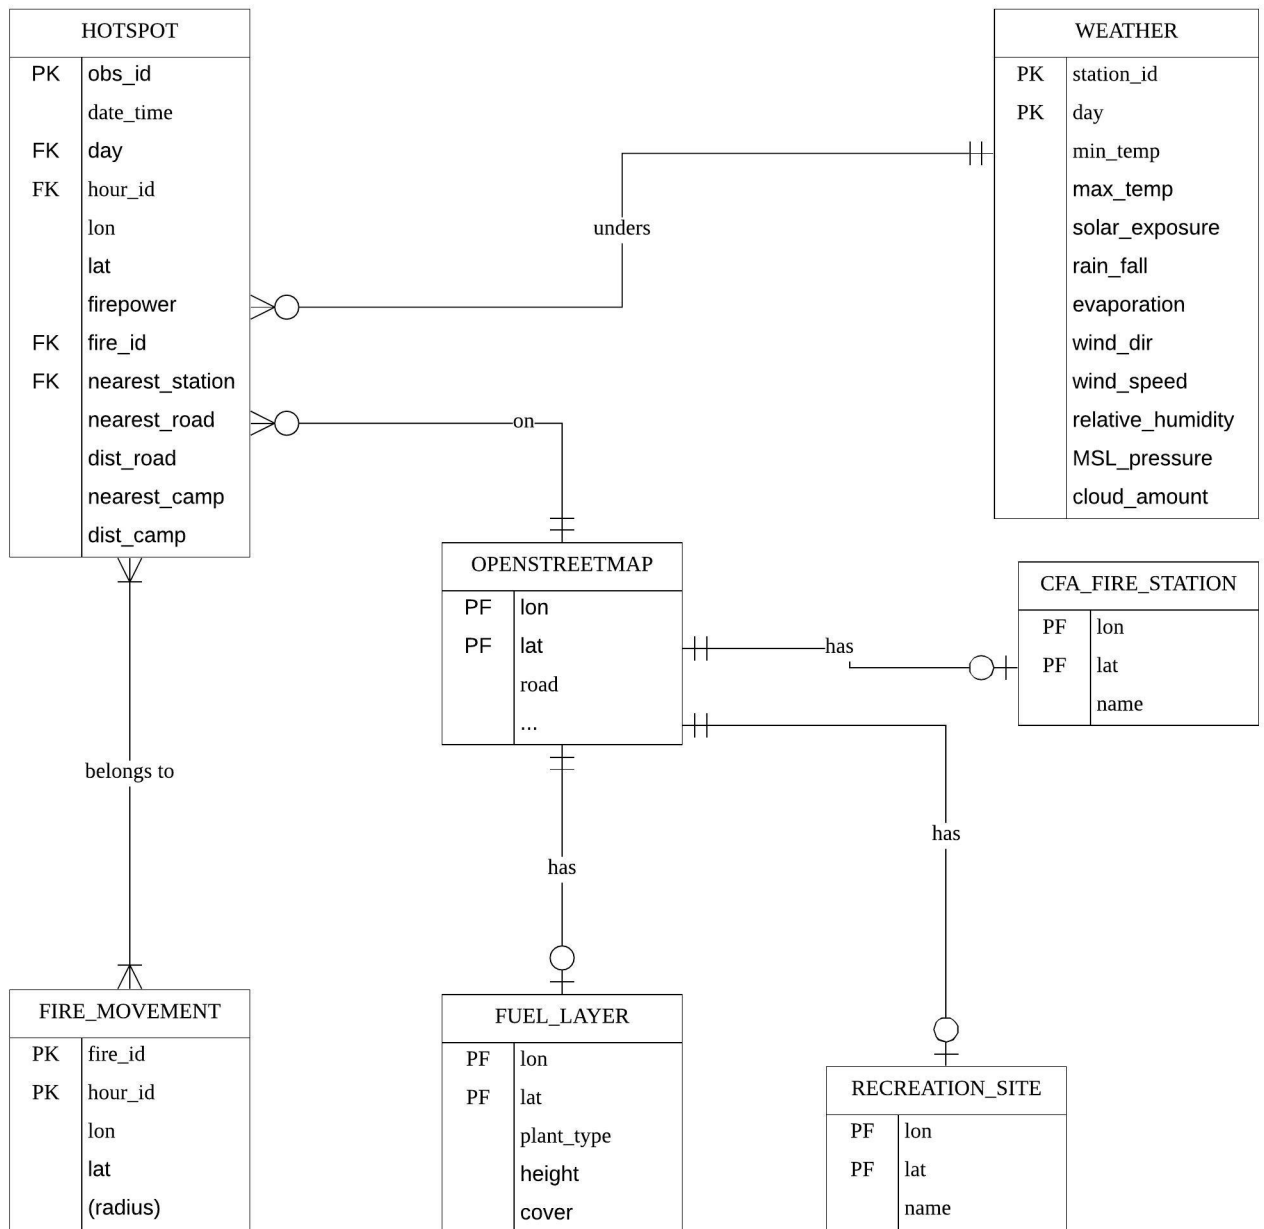 HOTSPOT
PK obs_id
date_time
FK day
FK hour_id
lon
lat
firepower
FK fire_id
FK nearest_station
nearest_road
dist_road
nearest_camp
dist_camp
WEATHER
PK station_id
PK day
min_temp
max_temp
solar_exposure
rain_fall
evaporation
wind_dir
wind_speed
relative_humidity
MSL_pressure
cloud_amount
unders
on
OPENSTREETMAP
PF lon
PF lat
road
...
has
CFA_FIRE_STATION
PF lon
PF lat
name
belongs to
has
has
FIRE_MOVEMENT
PK fire_id
PK hour_id
lon
lat
(radius)
FUEL_LAYER
PF lon
PF lat
plant_type
height
cover
RECREATION_SITE
PF lon
PF lat
name